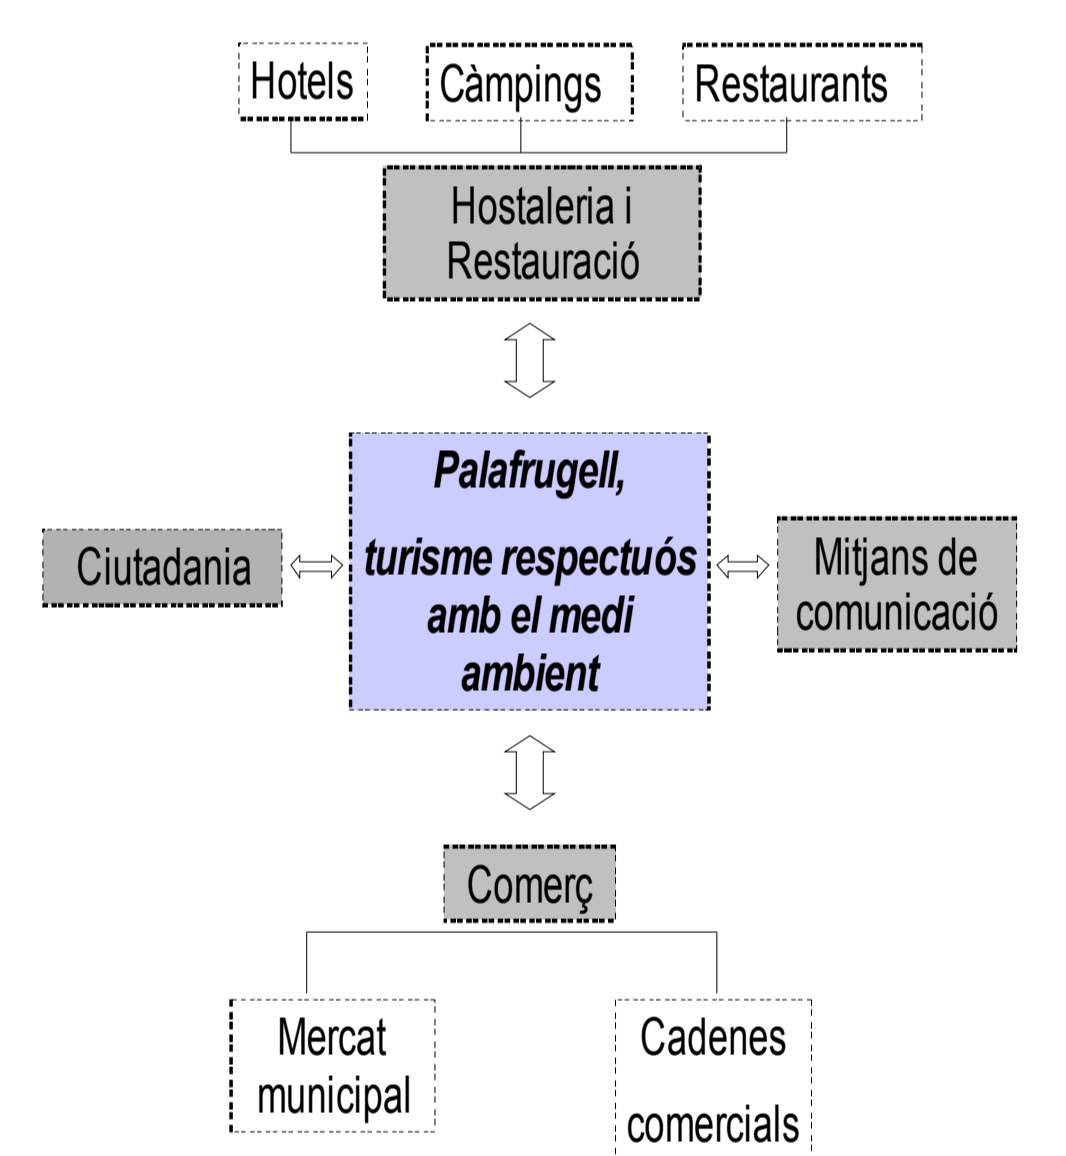 Hotels
Càmpings
Restaurants
Hostaleria i
Restauració
Palafrugell,
turisme respectuós
amb el medi
ambient
Ciutadania
Mitjans de
comunicació
Comerç
Mercat
municipal
Cadenes
comercials